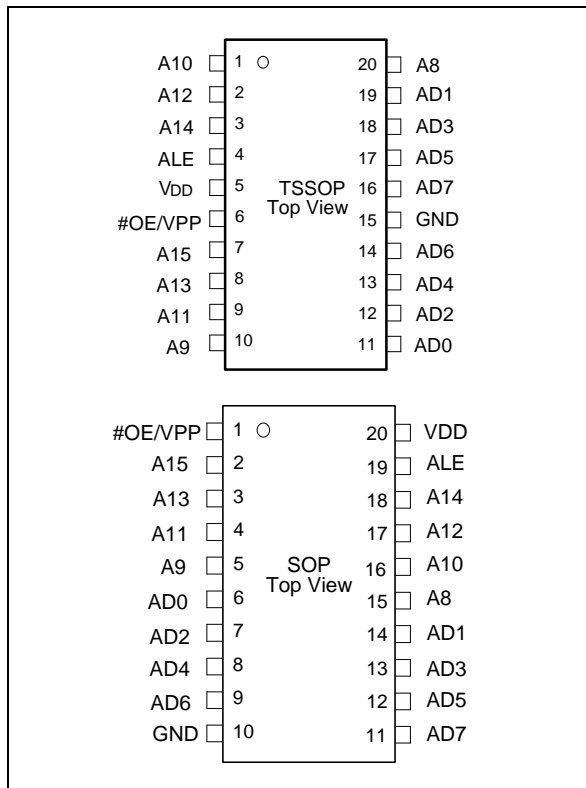 A10 1 20 A8
A12 2 19 AD1
A14 3 18 AD3
ALE 4 17 AD5
VDD 5 TSSOP 16 AD7
Top View
#OE/VPP 6 15 GND
A15 7 14 AD6
A13 8 13 AD4
A11 9 12 AD2
A9 10 11 AD0
#OE/VPP 1 20 VDD
A15 2 19 ALE
A13 3 18 A14
A11 4 17 A12
A9 5 SOP 16 A10
Top View
AD0 6 15 A8
AD2 7 14 AD1
AD4 8 13 AD3
AD6 9 12 AD5
GND 10 11 AD7